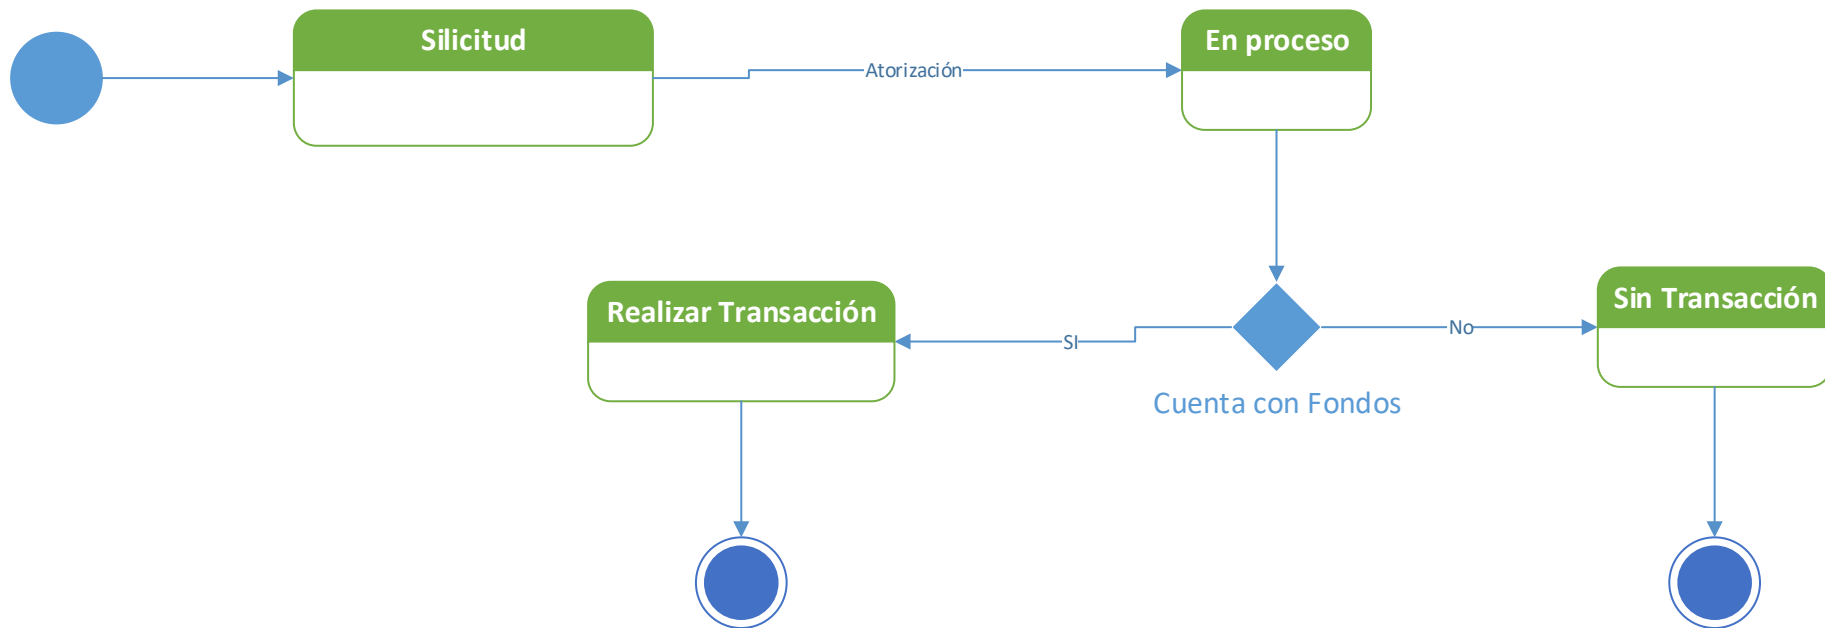 Silicitud
En proceso
Atorización
Realizar Transacción
Sin Transacción
SI
No
Cuenta con Fondos